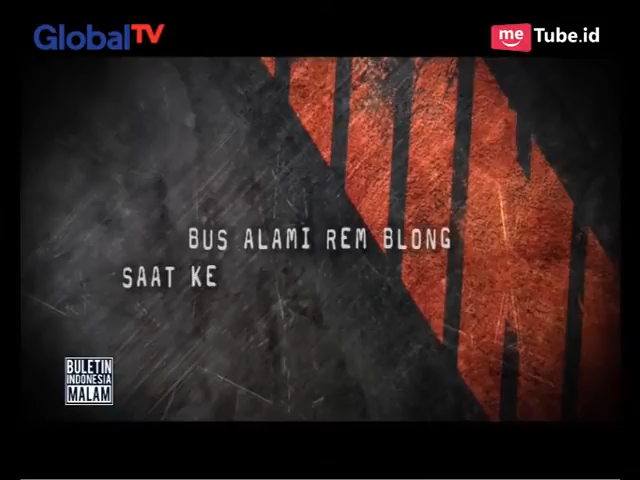 GlobalTV
me Tube.id
BUS ALAMI REM BLONG
SAAT KE
BULETIN
INDONESIA
MALAM